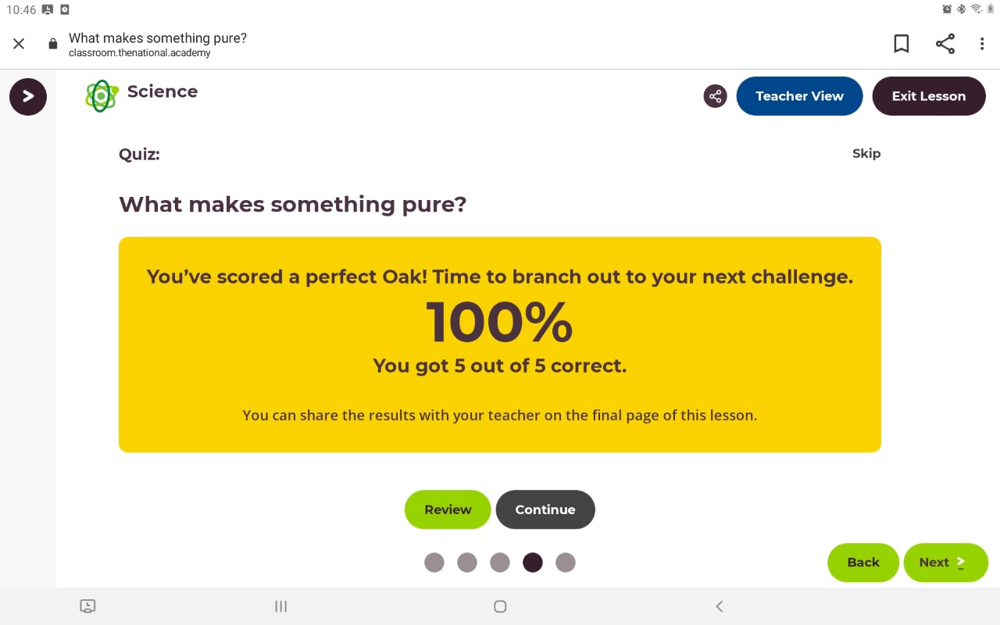 10:46
What makes something pure?
classroom.thenational.academy
Science
Teacher View
Exit Lesson
Quiz:
Skip
What makes something pure?
You've scored a perfect Oak! Time to branch out to your next challenge.
100%
You got 5 out of 5 correct.
You can share the results with your teacher on the final page of this lesson.
Review
Continue
Back
Next